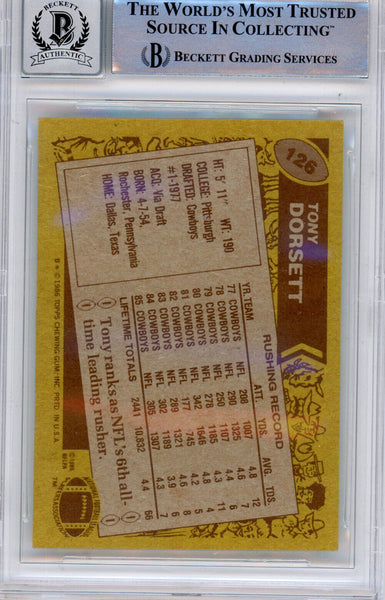 BECKETT
B
AUTHENTIC
THE WORLD'S MOST TRUSTED
SOURCE IN COLLECTING™
B BECKETT GRADING SERVICES
126
TONY
DORSETT
HT: 5' 11" WT: 190
COLLEGE: Pittsburgh
DRAFTED: Cowboys
#1-1977
ACQ: Via Draft
BORN: 4-7-54,
Rochester, Pennsylvania
HOME: Dallas, Texas
RUSHING RECORD
YR. TEAM ATT. YDS. AVG. TDS.
77 COWBOYS NFL 208 1007 4.8 12
78 COWBOYS NFL 290 1325 4.6 7
79 COWBOYS NFL 250 1107 4.4 6
80 COWBOYS NFL 278 1185 4.3 11
81 COWBOYS NFL 342 1646 4.8 4
82 COWBOYS NFL 177 745 4.2 5
83 COWBOYS NFL 289 1321 4.6 8
84 COWBOYS NFL 302 1189 3.9 6
85 COWBOYS NFL 305 1307 4.3 7
LIFETIME TOTALS 2441 10,832 4.4 66
Tony ranks as NFL's 6th all-
time leading rusher.
B * © 1986 TOPPS CHEWING GUM, INC. PRTD. IN U.S.A.
© 1985
NFLPA
TM